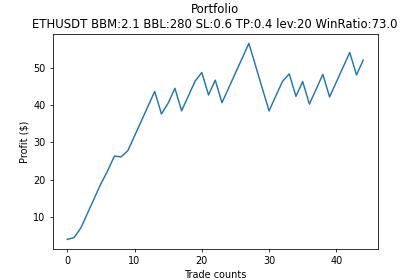 Portfolio
ETHUSDT BBM:2.1 BBL:280 SL:0.6 TP:0.4 lev:20 WinRatio:73.0
50
40
30
20
10
Profit ($)
0
10
20
30
40
Trade counts